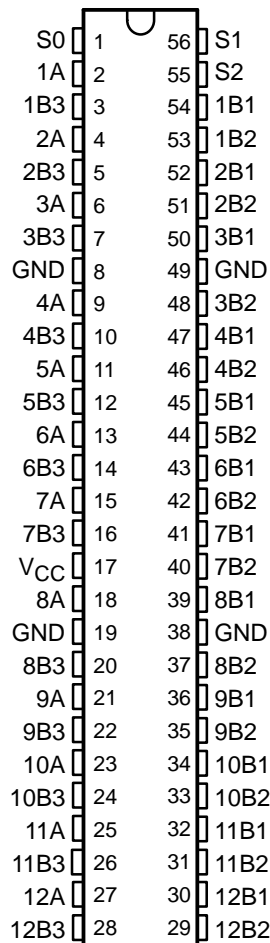 S0 1 56 S1
1A 2 55 S2
1B3 3 54 1B1
2A 4 53 1B2
2B3 5 52 2B1
3A 6 51 2B2
3B3 7 50 3B1
GND 8 49 GND
4A 9 48 3B2
4B3 10 47 4B1
5A 11 46 4B2
5B3 12 45 5B1
6A 13 44 5B2
6B3 14 43 6B1
7A 15 42 6B2
7B3 16 41 7B1
VCC 17 40 7B2
8A 18 39 8B1
GND 19 38 GND
8B3 20 37 8B2
9A 21 36 9B1
9B3 22 35 9B2
10A 23 34 10B1
10B3 24 33 10B2
11A 25 32 11B1
11B3 26 31 11B2
12A 27 30 12B1
12B3 28 29 12B2